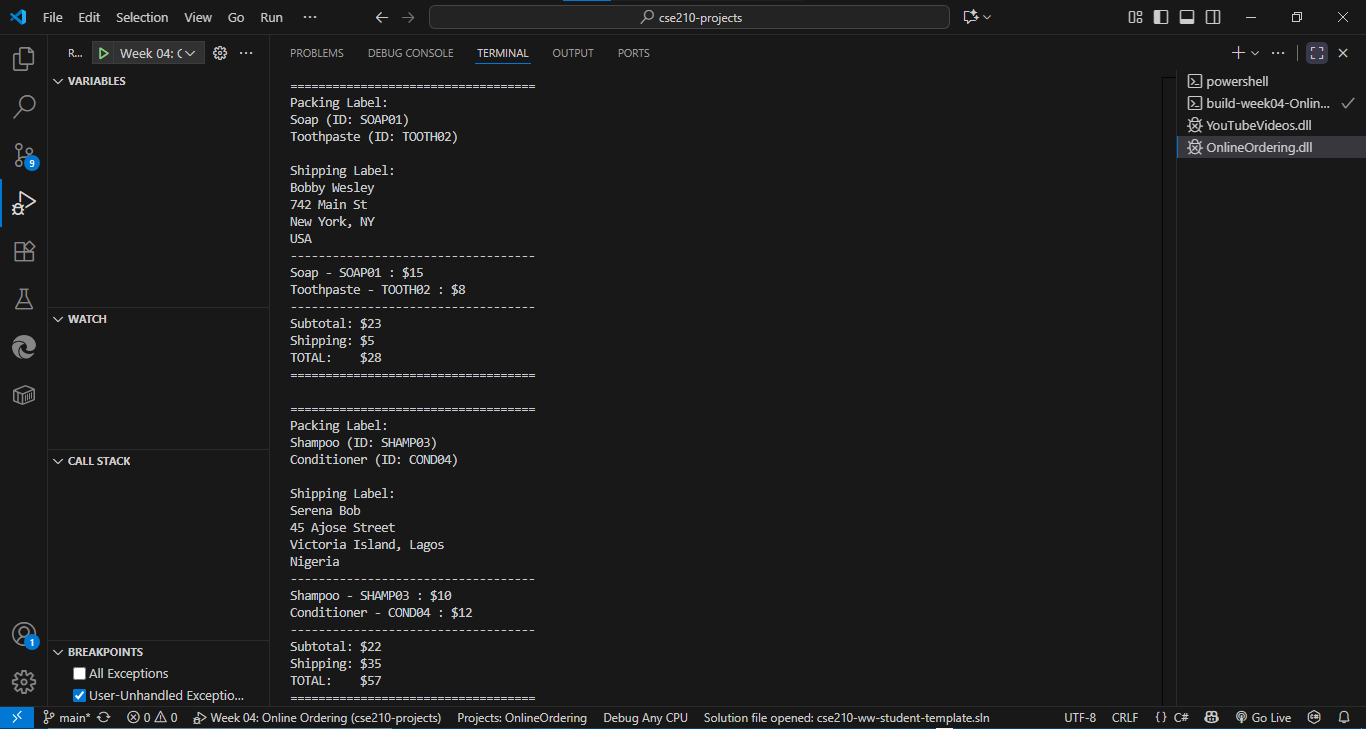 File Edit Selection View Go Run ···
cse210-projects
R... Week 04: C
PROBLEMS DEBUG CONSOLE TERMINAL OUTPUT PORTS
VARIABLES
WATCH
CALL STACK
BREAKPOINTS
All Exceptions
User-Unhandled Exceptio...
9
1
===================================
Packing Label:
Soap (ID: SOAP01)
Toothpaste (ID: TOOTH02)
Shipping Label:
Bobby Wesley
742 Main St
New York, NY
USA
-----------------------------------
Soap - SOAP01 : $15
Toothpaste - TOOTH02 : $8
-----------------------------------
Subtotal: $23
Shipping: $5
TOTAL:    $28
===================================
===================================
Packing Label:
Shampoo (ID: SHAMP03)
Conditioner (ID: COND04)
Shipping Label:
Serena Bob
45 Ajose Street
Victoria Island, Lagos
Nigeria
-----------------------------------
Shampoo - SHAMP03 : $10
Conditioner - COND04 : $12
-----------------------------------
Subtotal: $22
Shipping: $35
TOTAL:    $57
===================================
powershell
build-week04-Onlin...
YouTubeVideos.dll
OnlineOrdering.dll
main* 0 0 Week 04: Online Ordering (cse210-projects) Projects: OnlineOrdering Debug Any CPU Solution file opened: cse210-ww-student-template.sln UTF-8 CRLF {} C# Go Live